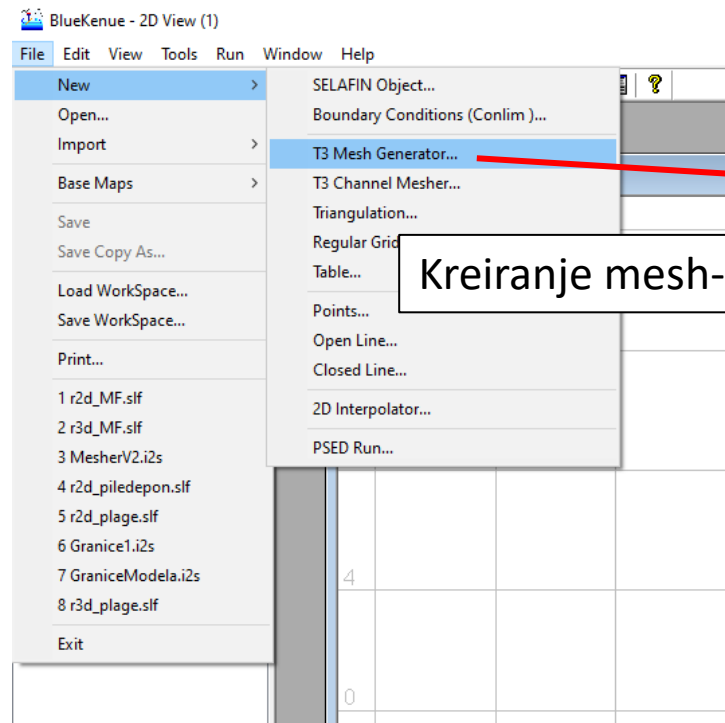 BlueKenue - 2D View (1)
File Edit View Tools Run Window Help
New >
Open...
Import >
Base Maps >
Save
Save Copy As...
Load WorkSpace...
Save WorkSpace...
Print...
1 r2d_MF.slf
2 r3d_MF.slf
3 MesherV2.i2s
4 r2d_piledepon.slf
5 r2d_plage.slf
6 Granice1.i2s
7 GraniceModela.i2s
8 r3d_plage.slf
Exit
SELAFIN Object...
Boundary Conditions (Conlim )...
T3 Mesh Generator...
T3 Channel Mesher...
Triangulation...
Regular Grid
Table...
Points...
Open Line...
Closed Line...
2D Interpolator...
PSED Run...
Kreiranje mesh-
4
0